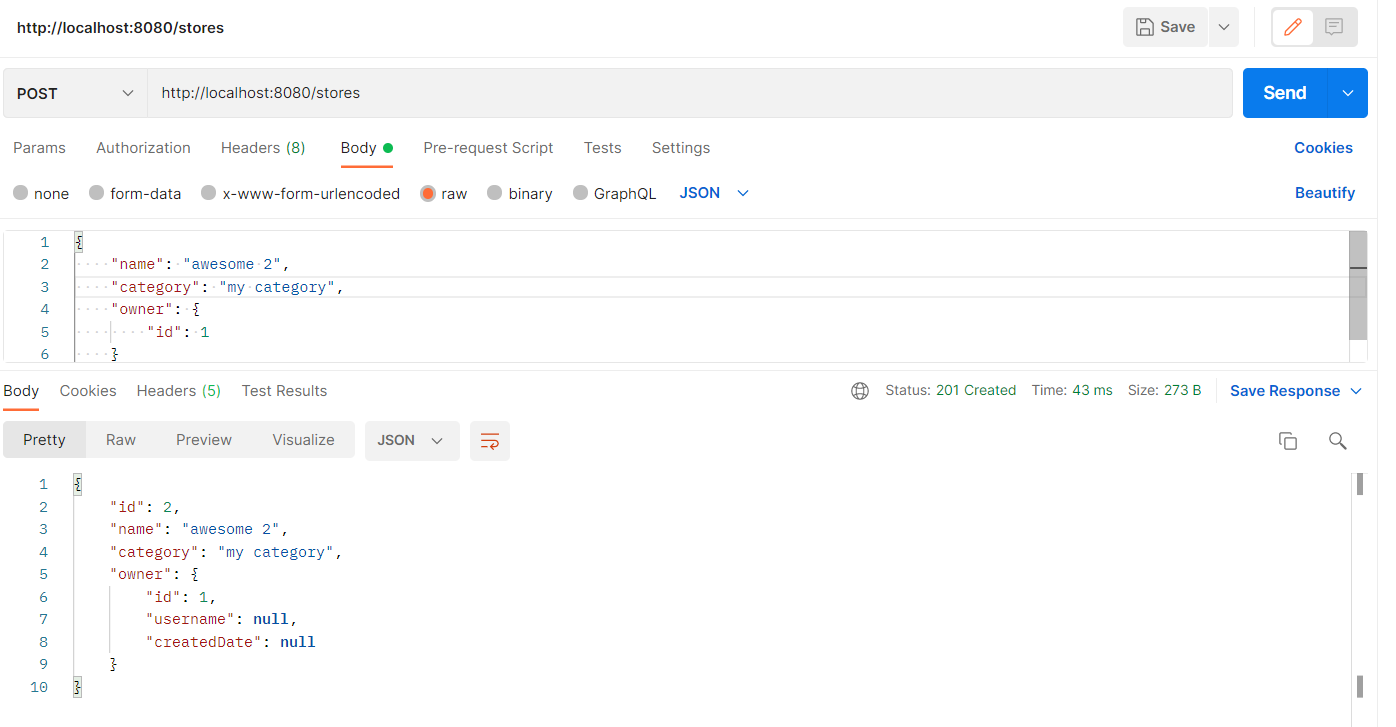 http://localhost:8080/stores
Save
POST
http://localhost:8080/stores
Send
Params Authorization Headers (8) Body Pre-request Script Tests Settings Cookies
none form-data x-www-form-urlencoded raw binary GraphQL JSON Beautify
1 {
2 "name": "awesome 2",
3 "category": "my category",
4 "owner": {
5 "id": 1
6 }
Body Cookies Headers (5) Test Results Status: 201 Created Time: 43 ms Size: 273 B Save Response
Pretty Raw Preview Visualize JSON
1 {
2 "id": 2,
3 "name": "awesome 2",
4 "category": "my category",
5 "owner": {
6 "id": 1,
7 "username": null,
8 "createdDate": null
9 }
10 }